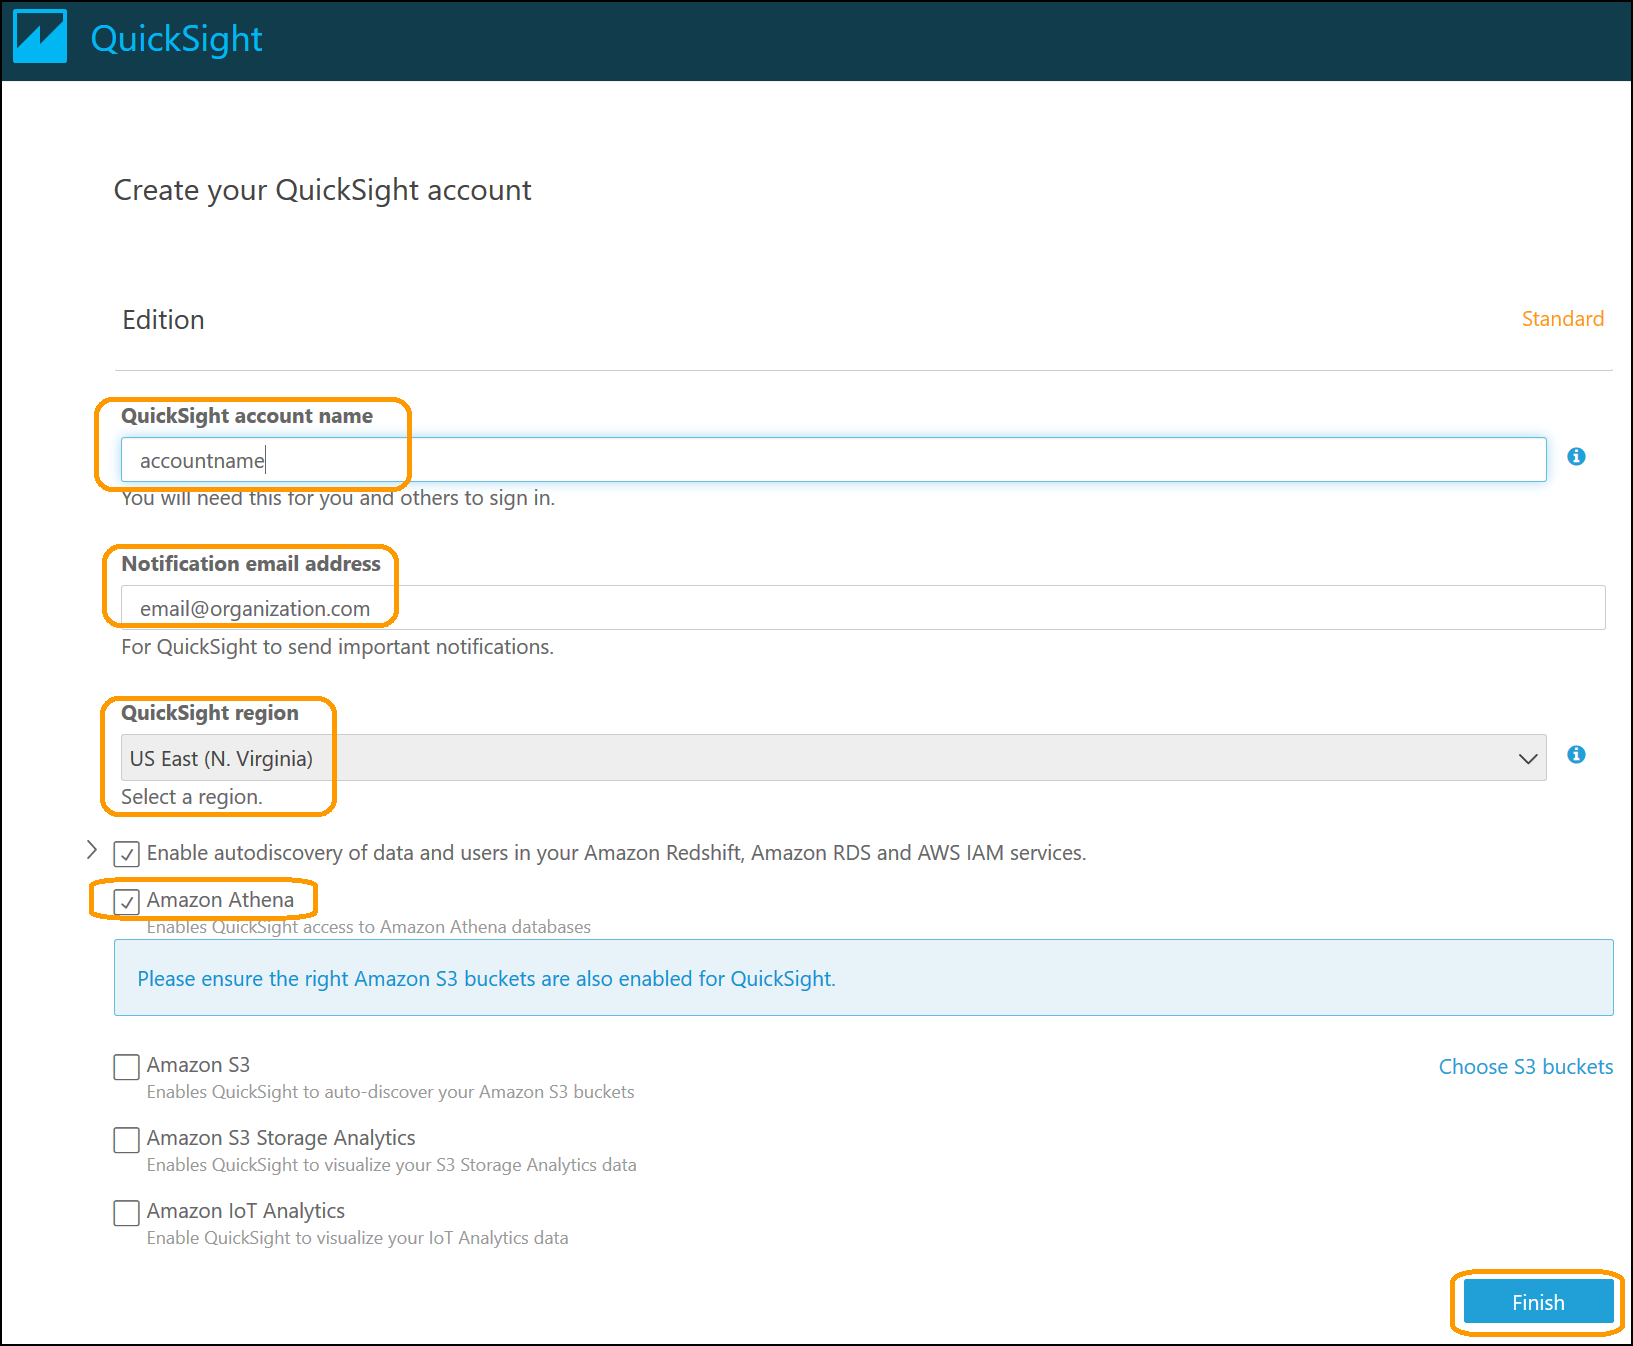 QuickSight
Create your QuickSight account
Edition
Standard
QuickSight account name
accountname
You will need this for you and others to sign in.
Notification email address
email@organization.com
For QuickSight to send important notifications.
QuickSight region
US East (N. Virginia)
Select a region.
Enable autodiscovery of data and users in your Amazon Redshift, Amazon RDS and AWS IAM services.
Amazon Athena
Enables QuickSight access to Amazon Athena databases
Please ensure the right Amazon S3 buckets are also enabled for QuickSight.
Amazon S3
Choose S3 buckets
Enables QuickSight to auto-discover your Amazon S3 buckets
Amazon S3 Storage Analytics
Enables QuickSight to visualize your S3 Storage Analytics data
Amazon IoT Analytics
Enable QuickSight to visualize your IoT Analytics data
Finish